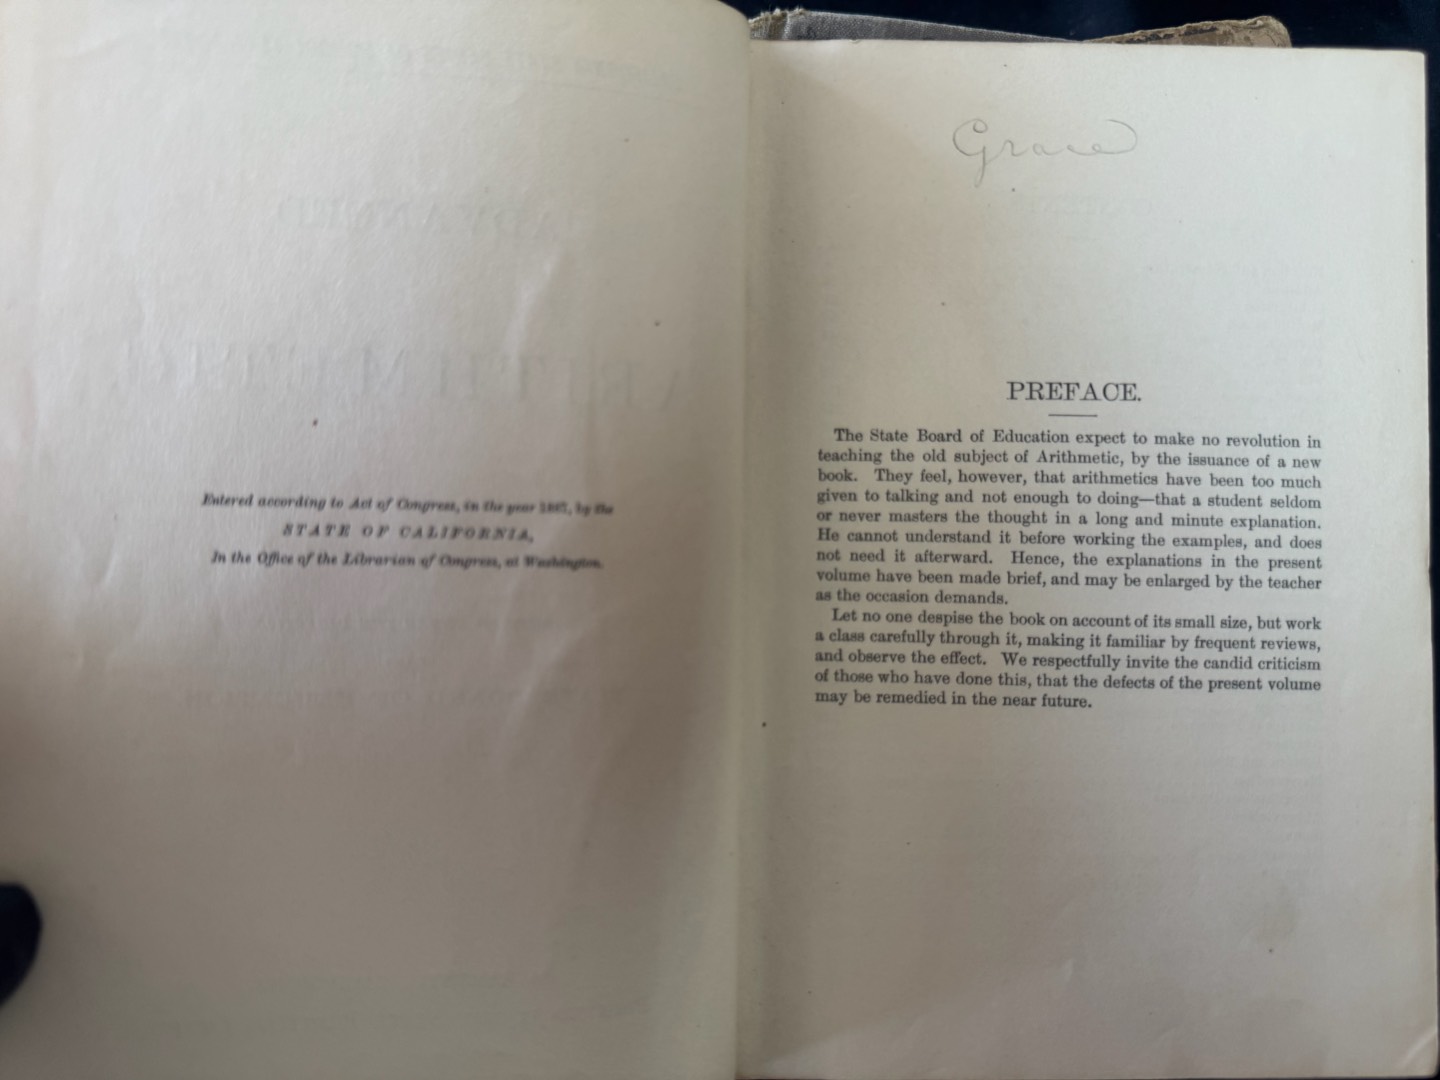 Entered according to Act of Congress, in the year 1887, by the
STATE OF CALIFORNIA,
In the Office of the Librarian of Congress, at Washington.
Grace
PREFACE.
The State Board of Education expect to make no revolution in
teaching the old subject of Arithmetic, by the issuance of a new
book. They feel, however, that arithmetics have been too much
given to talking and not enough to doing—that a student seldom
or never masters the thought in a long and minute explanation.
He cannot understand it before working the examples, and does
not need it afterward. Hence, the explanations in the present
volume have been made brief, and may be enlarged by the teacher
as the occasion demands.
Let no one despise the book on account of its small size, but work
a class carefully through it, making it familiar by frequent reviews,
and observe the effect. We respectfully invite the candid criticism
of those who have done this, that the defects of the present volume
may be remedied in the near future.